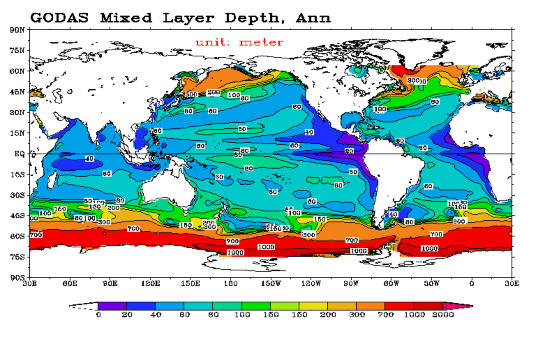 GODAS Mixed Layer Depth, Ann
unit: meter
90N
75N
60N
45N
30N
15N
EQ
15S
30S
45S
60S
75S
90S
30E 60E 90E 120E 150E 180 150W 120W 90W 60W 30W 0 30E
0 20 40 60 80 100 150 200 300 700 1000 2000